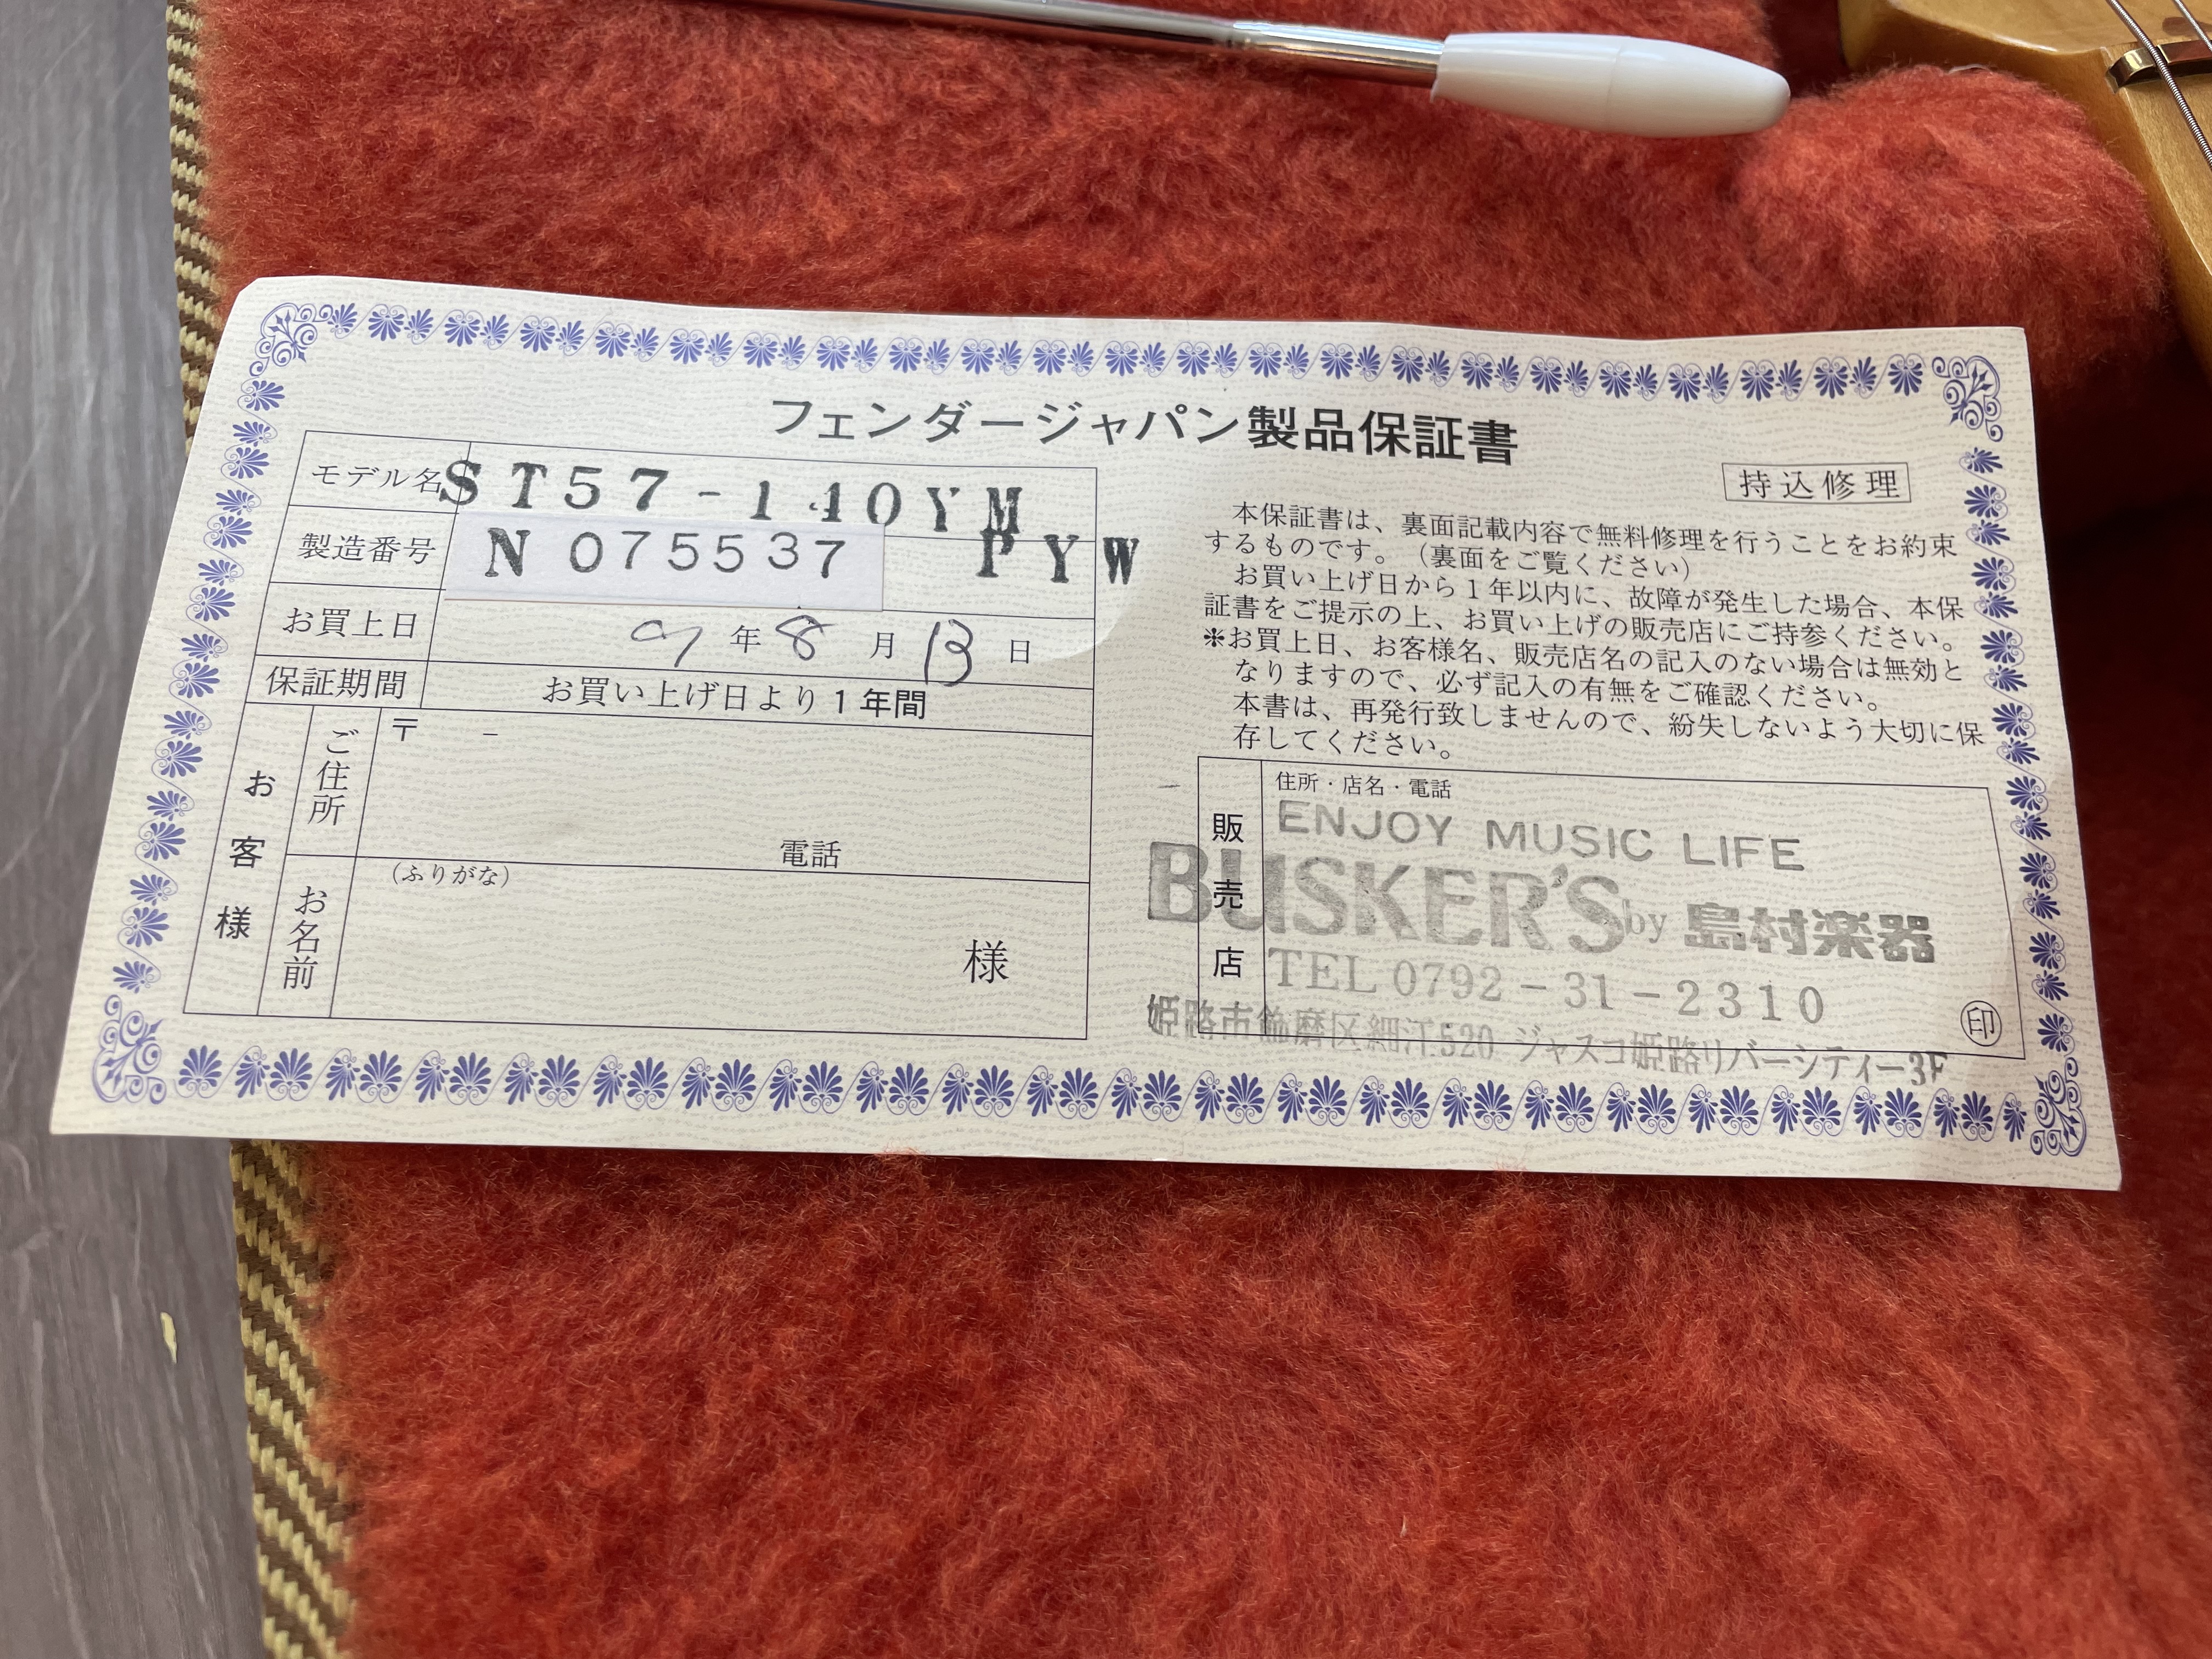 フェンダージャパン製品保証書
モデル名 ST57-140YM
製造番号 N 075537 PYW
お買上日 97年8月13日
保証期間 お買い上げ日より1年間
お客様
ご住所 〒 -
電話
お名前 (ふりがな)
様
持込修理
本保証書は、裏面記載内容で無料修理を行うことをお約束
するものです。（裏面をご覧ください）
お買い上げ日から1年以内に、故障が発生した場合、本保
証書をご提示の上、お買い上げの販売店にご持参ください。
※お買上日、お客様名、販売店名の記入のない場合は無効と
なりますので、必ず記入の有無をご確認ください。
本書は、再発行致しませんので、紛失しないよう大切に保
存してください。
販売店
住所・店名・電話
ENJOY MUSIC LIFE
BUSKER'S by 島村楽器
TEL 0792-31-2310
印
姫路市飾磨区細江520 ジャスコ姫路リバーシティー3F